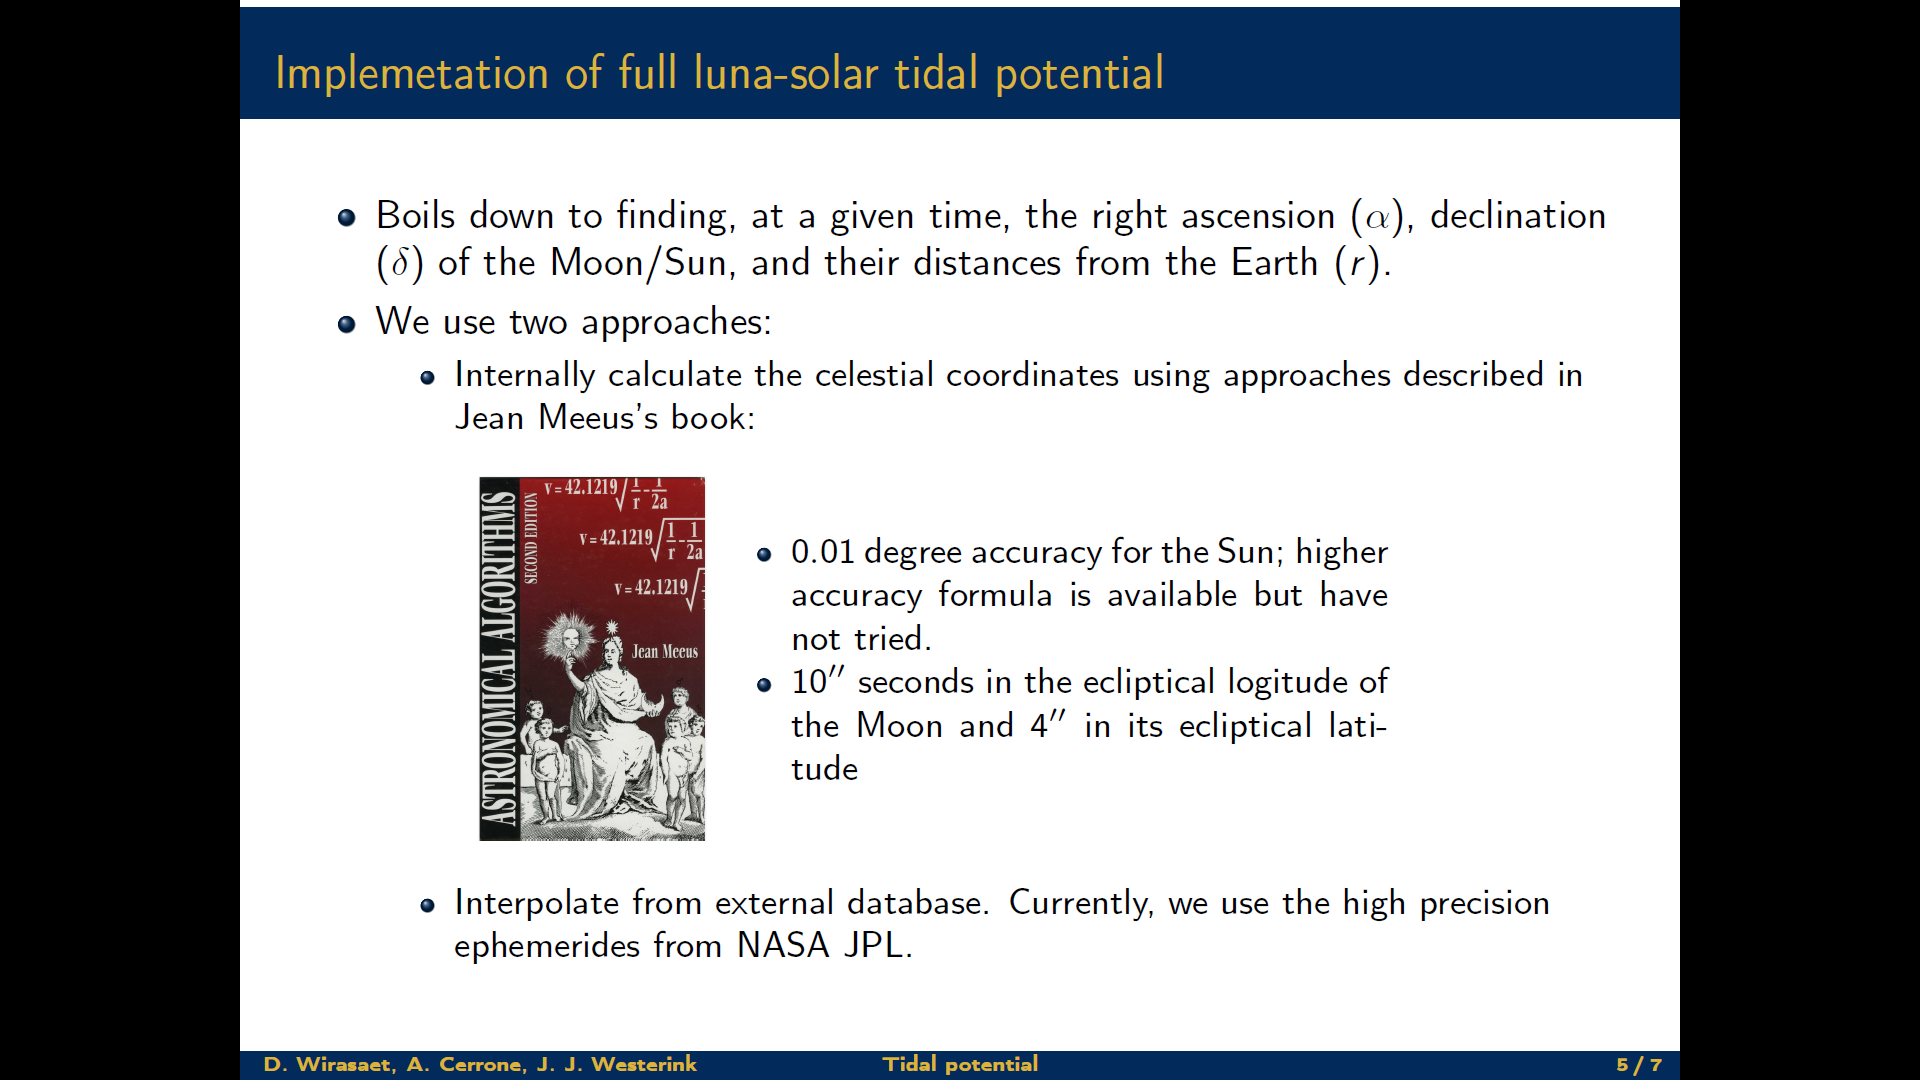 Implemetation of full luna-solar tidal potential
Boils down to finding, at a given time, the right ascension (α), declination
(δ) of the Moon/Sun, and their distances from the Earth (r).
We use two approaches:
Internally calculate the celestial coordinates using approaches described in
Jean Meeus's book:
ASTRONOMICAL ALGORITHMS
SECOND EDITION
v = 42.1219 √ 1/r - 1/2a
v = 42.1219 √ 1/r - 1/2a
v = 42.1219 √
Jean Meeus
0.01 degree accuracy for the Sun; higher
accuracy formula is available but have
not tried.
10′′ seconds in the ecliptical logitude of
the Moon and 4′′ in its ecliptical lati-
tude
Interpolate from external database. Currently, we use the high precision
ephemerides from NASA JPL.
D. Wirasaet, A. Cerrone, J. J. Westerink
Tidal potential
5 / 7